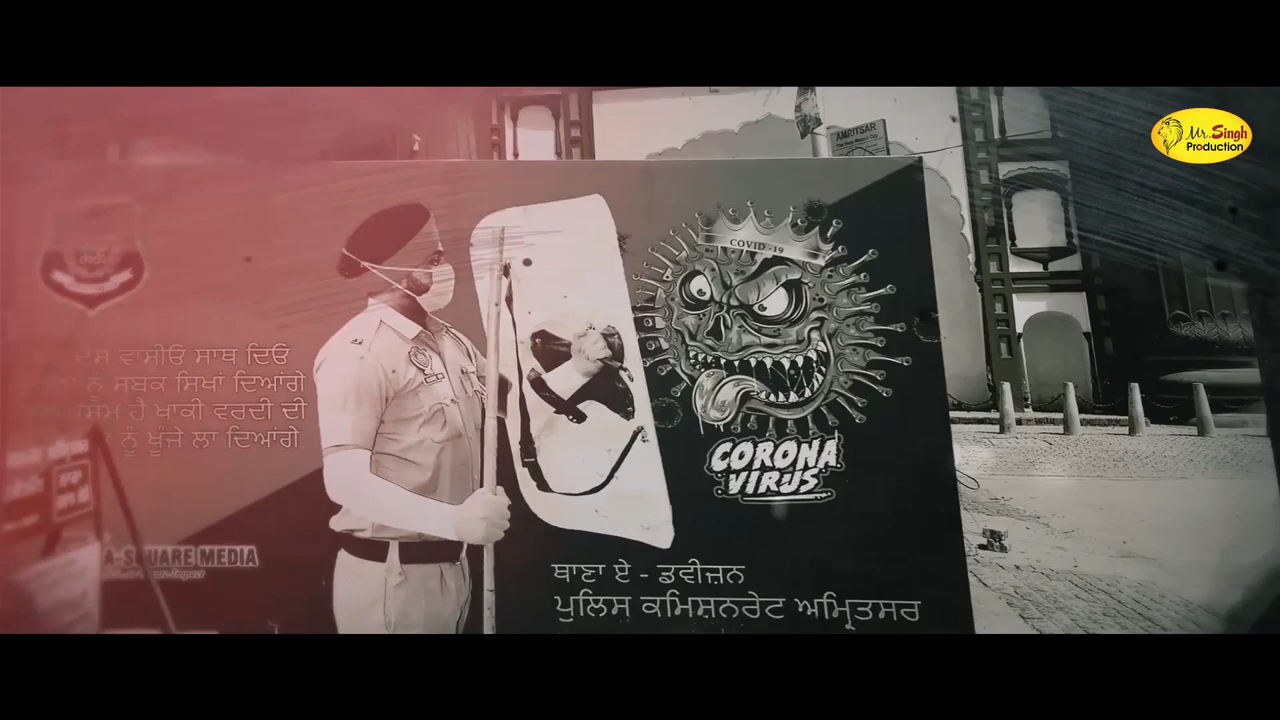 Mr. Singh
Production
AMRITSAR
COVID -19
ਵਾਸੀਓ ਸਾਥ ਦਿਓ
ਨੂੰ ਸਬਕ ਸਿਖਾਂ ਦਿਆਂਗੇ
ਹੈ ਖਾਕੀ ਵਰਦੀ ਦੀ
ਨੂੰ ਖੂੰਜੇ ਲਾ ਦਿਆਂਗੇ
CORONA
VIRUS
A-SQUARE MEDIA
ਥਾਣਾ ਏ - ਡਵੀਜ਼ਨ
ਪੁਲਿਸ ਕਮਿਸ਼ਨਰੇਟ ਅਮ੍ਰਿਤਸਰ